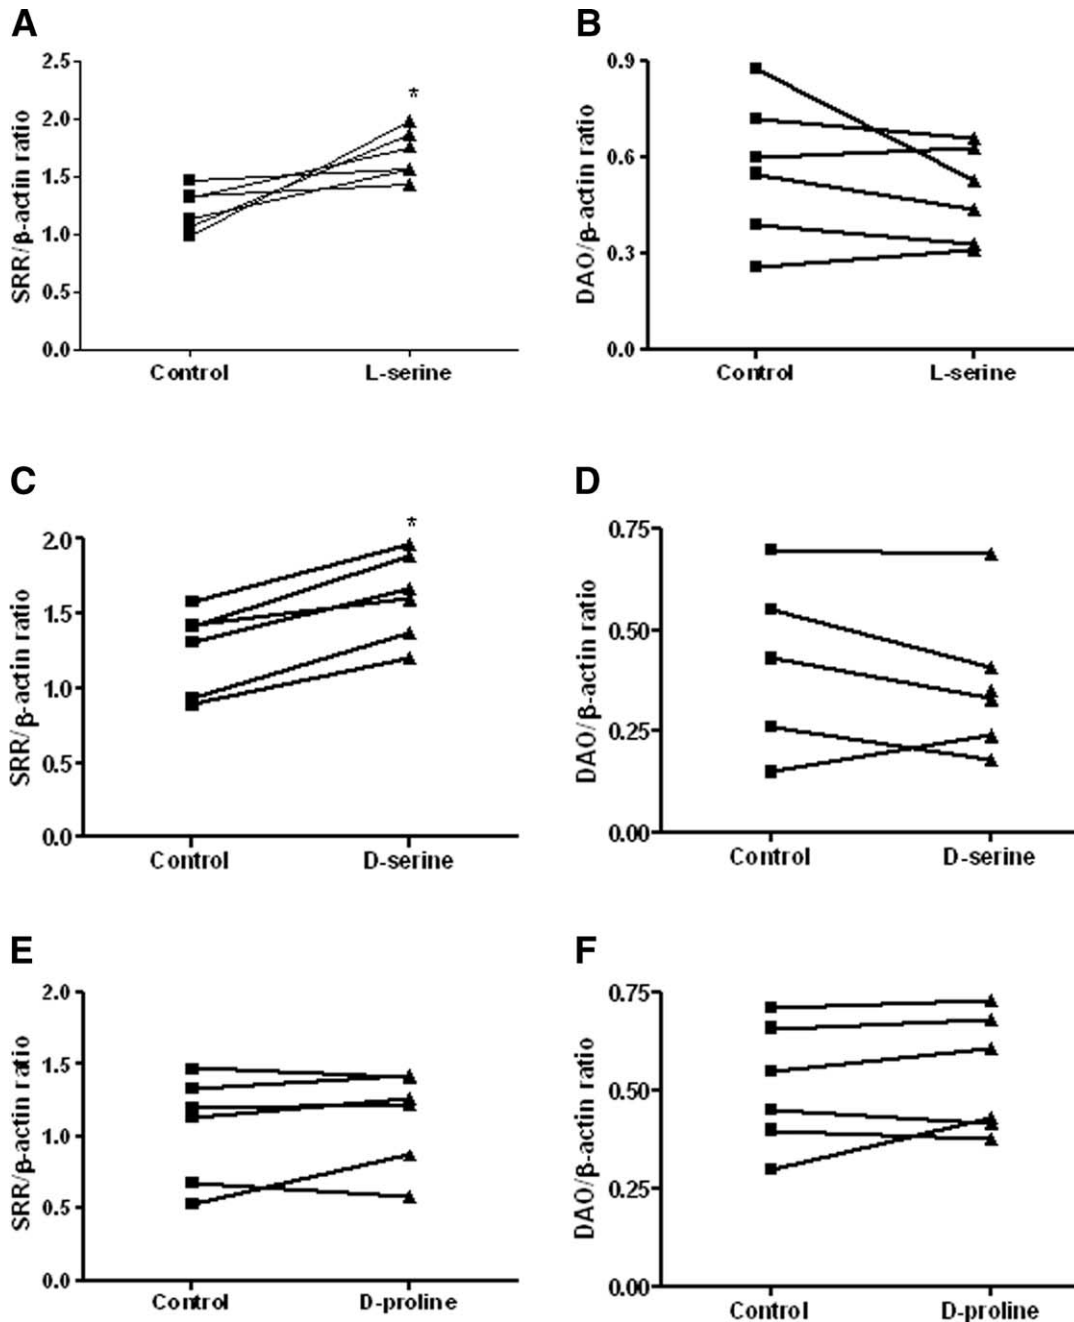 A
SRR/β-actin ratio
2.5
2.0
1.5
1.0
0.5
0.0
*
Control L-serine
B
DAO/β-actin ratio
0.9
0.6
0.3
0.0
Control L-serine
C
SRR/β-actin ratio
2.0
1.5
1.0
0.5
0.0
*
Control D-serine
D
DAO/β-actin ratio
0.75
0.50
0.25
0.00
Control D-serine
E
SRR/β-actin ratio
2.0
1.5
1.0
0.5
0.0
Control D-proline
F
DAO/β-actin ratio
0.75
0.50
0.25
0.00
Control D-proline